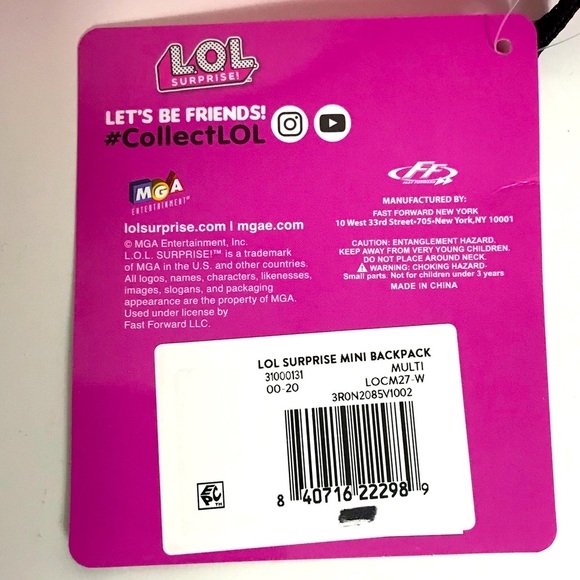 LOL
SURPRISE!
LET'S BE FRIENDS!
#CollectLOL
MGA
ENTERTAINMENT
lolsurprise.com | mgae.com
© MGA Entertainment, Inc.
L.O.L. SURPRISE!™ is a trademark
of MGA in the U.S. and other countries.
All logos, names, characters, likenesses,
images, slogans, and packaging
appearance are the property of MGA.
Used under license by
Fast Forward LLC.
FF
FAST FORWARD
MANUFACTURED BY:
FAST FORWARD NEW YORK
10 West 33rd Street•705•New York,NY 10001
CAUTION: ENTANGLEMENT HAZARD.
KEEP AWAY FROM VERY YOUNG CHILDREN.
DO NOT PLACE AROUND NECK.
WARNING: CHOKING HAZARD-
Small parts. Not for children under 3 years
MADE IN CHINA
LOL SURPRISE MINI BACKPACK
31000131 MULTI
00-20 LOCM27-W
3R0N2085V1002
8 40716 22298 9